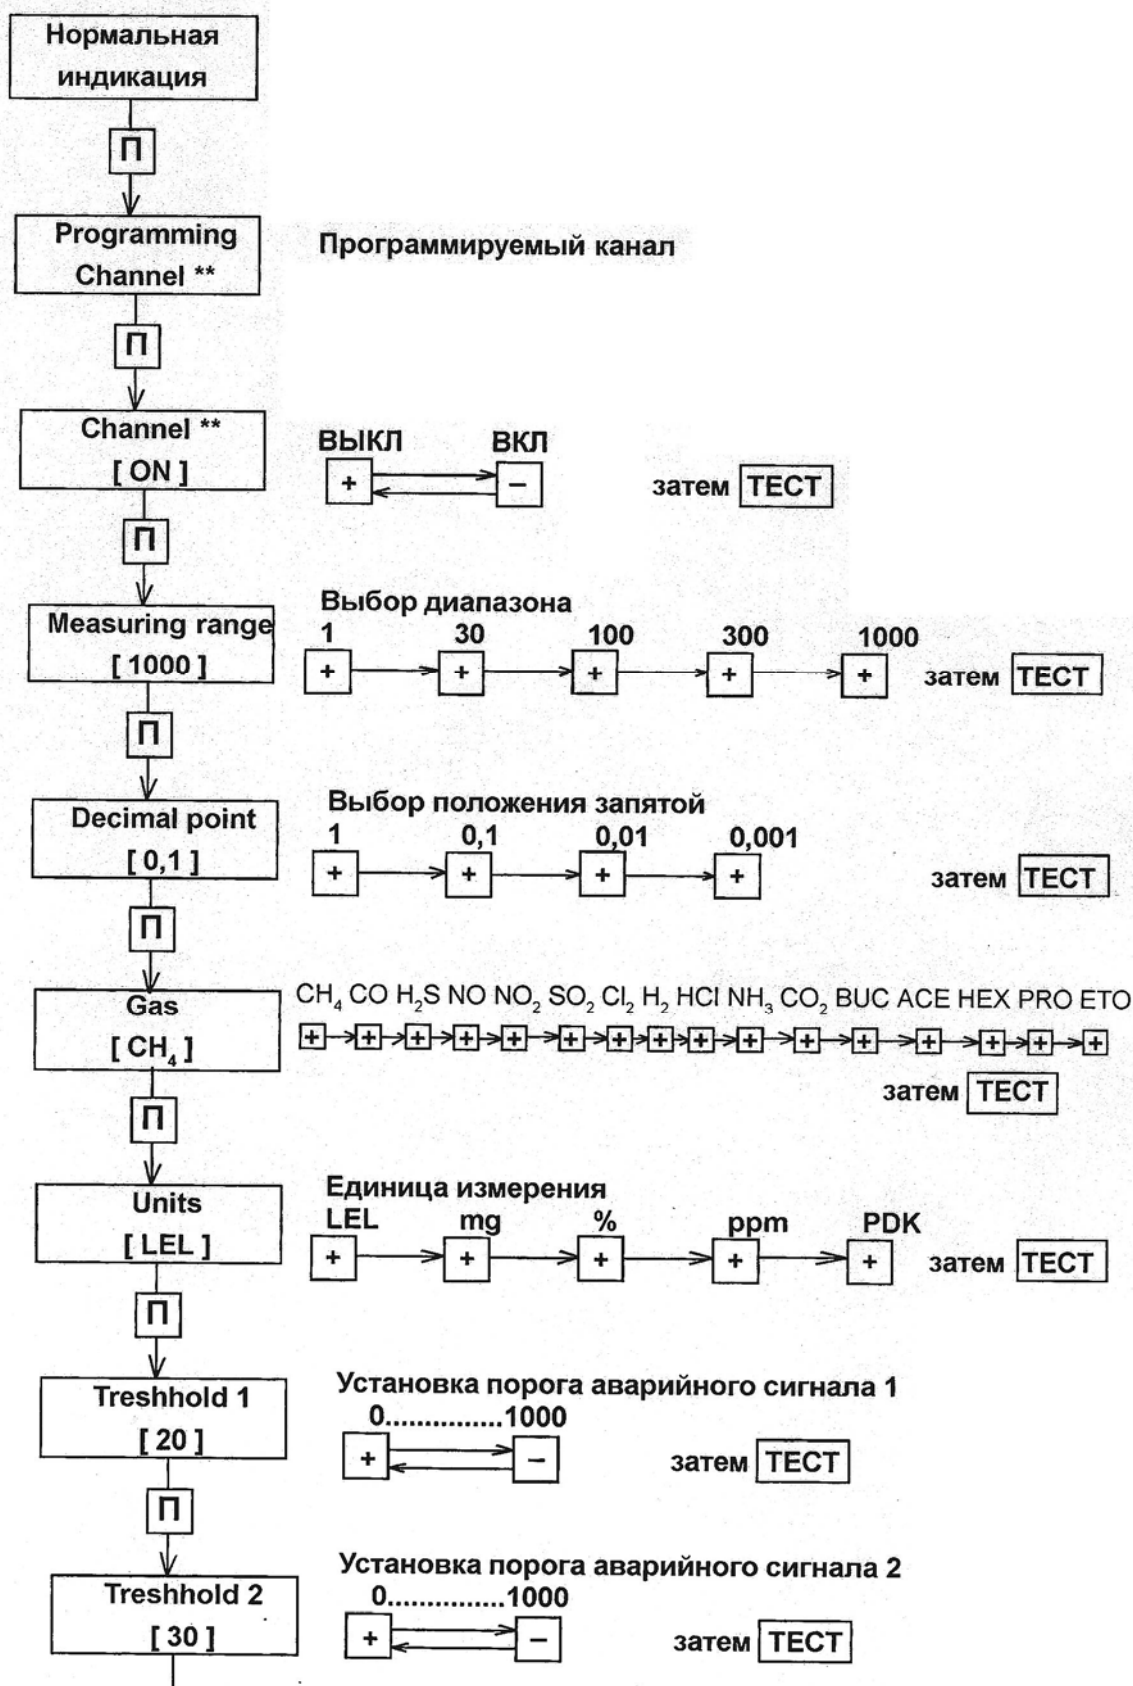 Нормальная
индикация
П
Programming
Channel **
Программируемый канал
П
Channel **
[ ON ]
ВЫКЛ ВКЛ
+ −
затем ТЕСТ
П
Measuring range
[ 1000 ]
Выбор диапазона
1 30 100 300 1000
+ + + + +
затем ТЕСТ
П
Decimal point
[ 0,1 ]
Выбор положения запятой
1 0,1 0,01 0,001
+ + + +
затем ТЕСТ
П
Gas
[ CH₄ ]
CH₄ CO H₂S NO NO₂ SO₂ Cl₂ H₂ HCl NH₃ CO₂ BUC ACE HEX PRO ETO
+ + + + + + + + + + + + + + + +
затем ТЕСТ
П
Units
[ LEL ]
Единица измерения
LEL mg % ppm PDK
+ + + + +
затем ТЕСТ
П
Treshhold 1
[ 20 ]
Установка порога аварийного сигнала 1
0...............1000
+ −
затем ТЕСТ
П
Treshhold 2
[ 30 ]
Установка порога аварийного сигнала 2
0...............1000
+ −
затем ТЕСТ